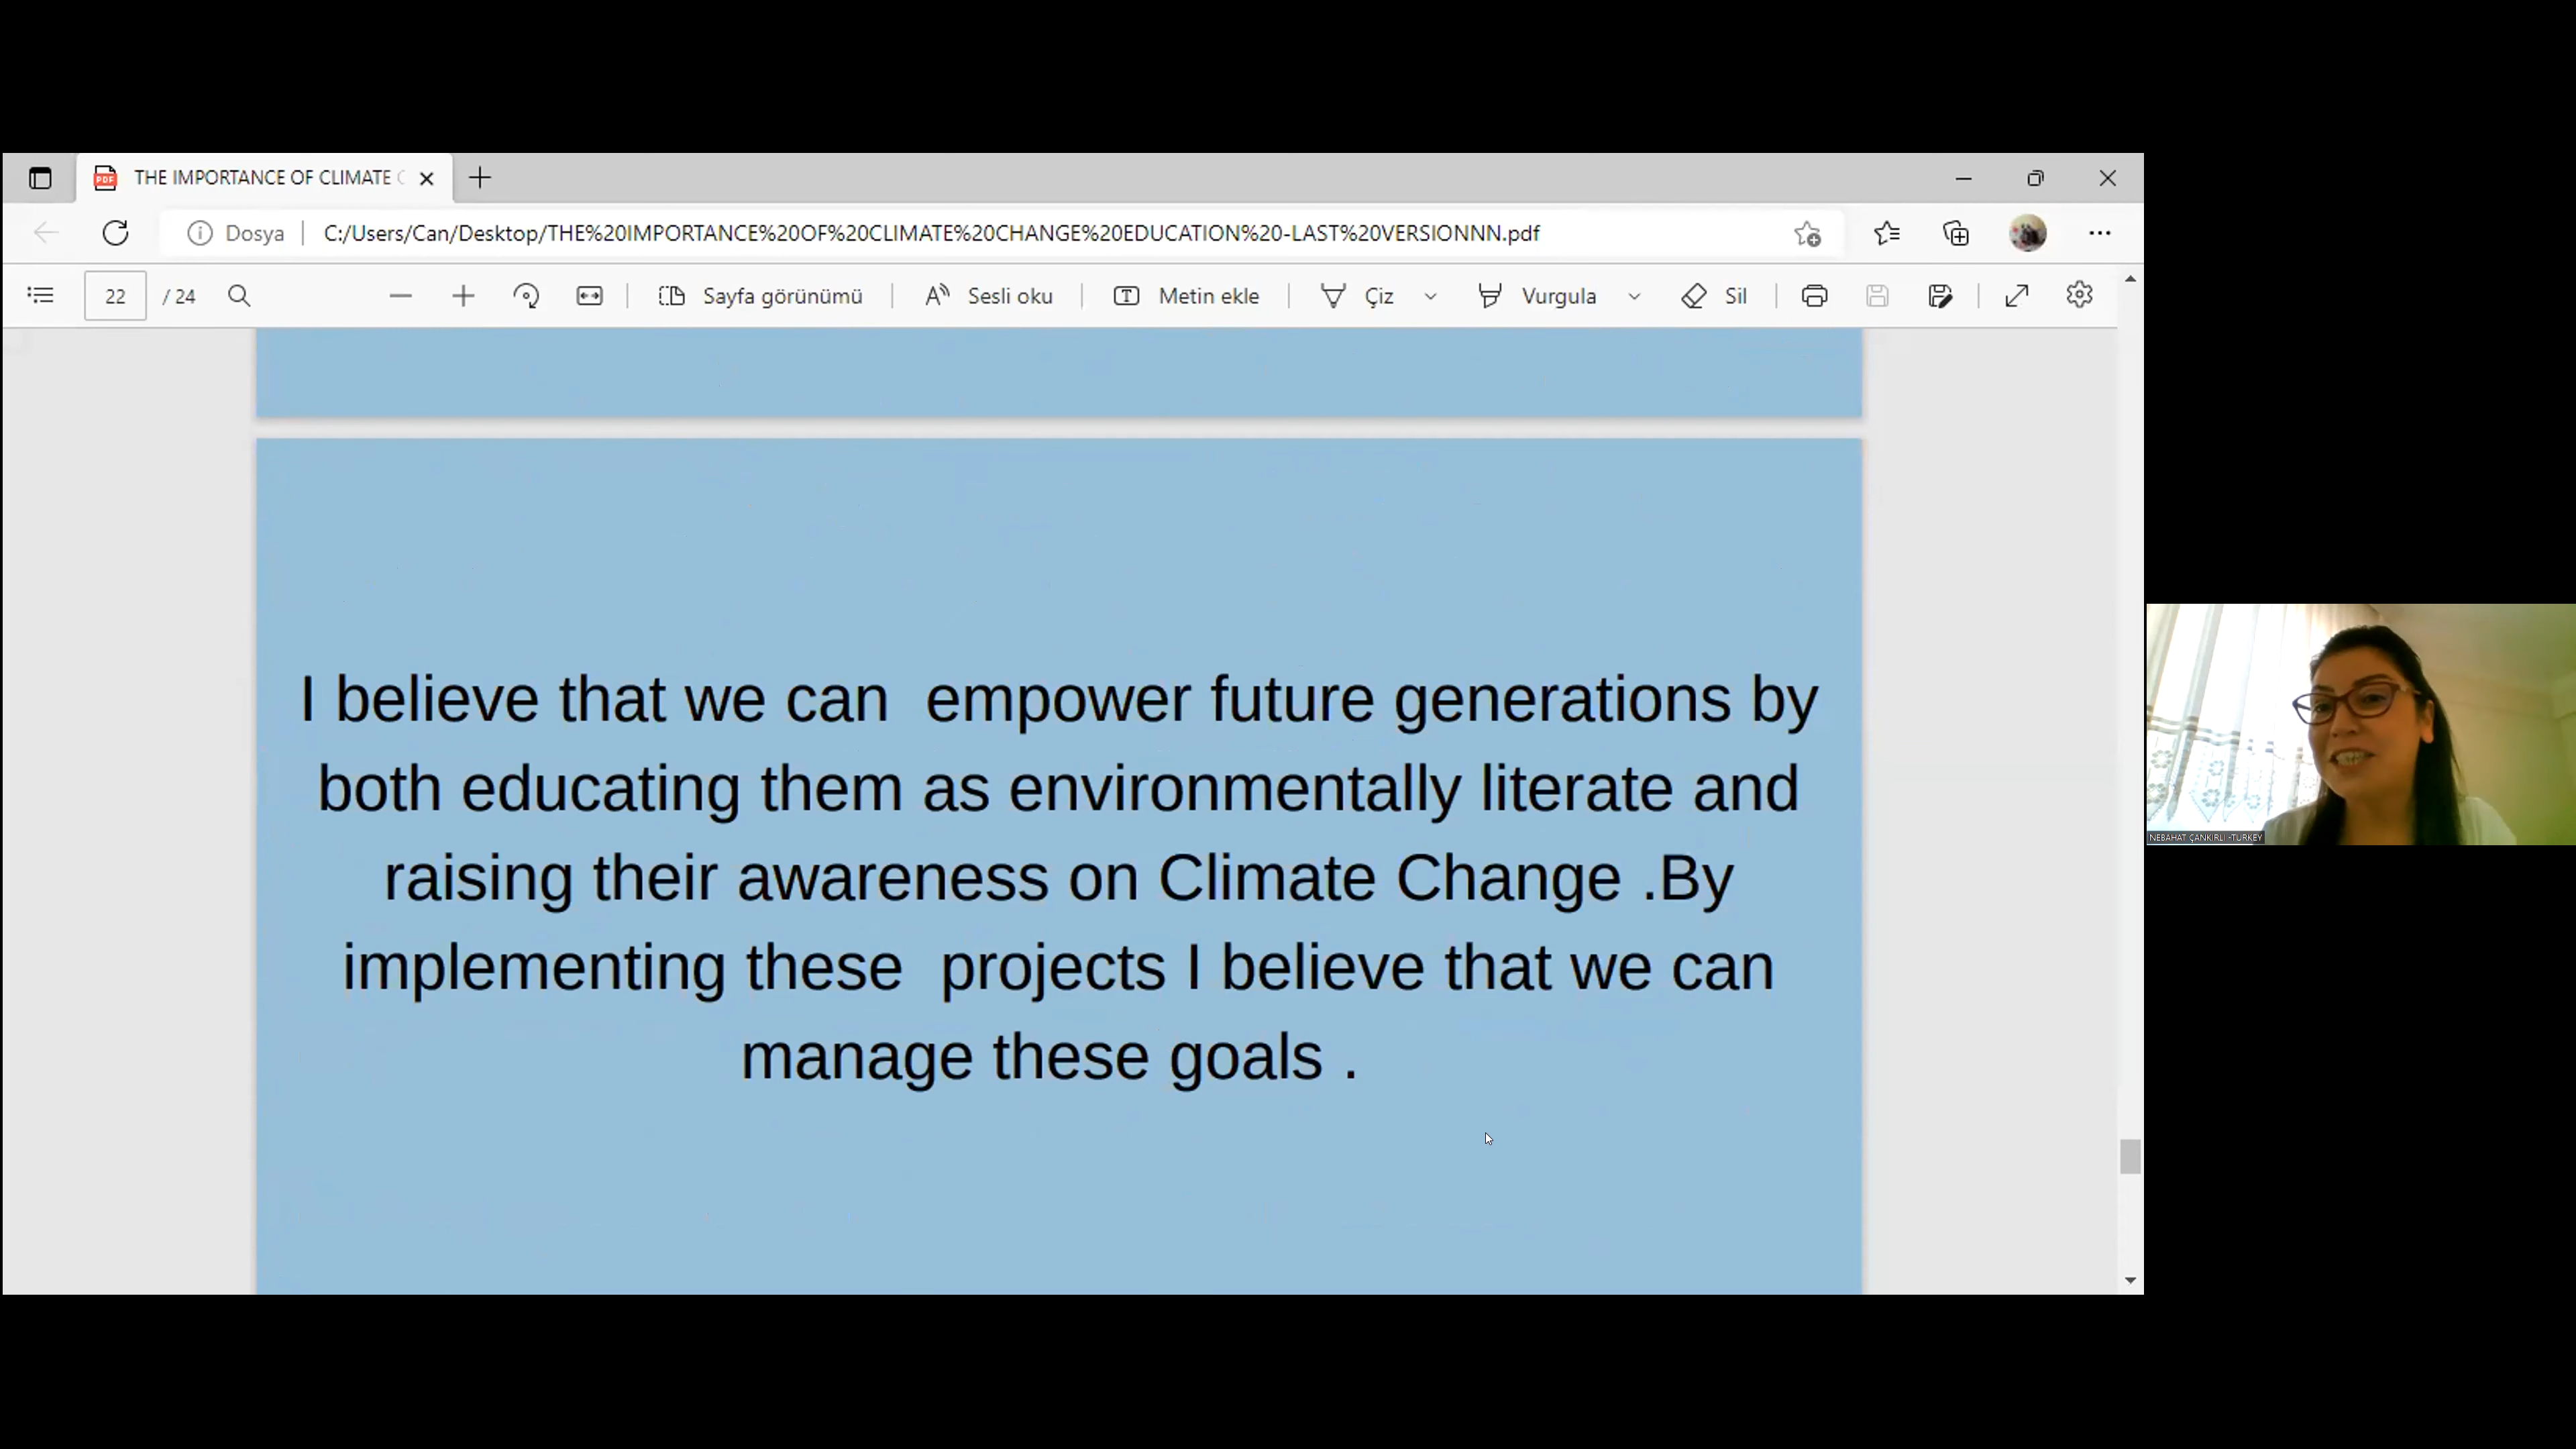 THE IMPORTANCE OF CLIMATE C
Dosya
C:/Users/Can/Desktop/THE%20IMPORTANCE%20OF%20CLIMATE%20CHANGE%20EDUCATION%20-LAST%20VERSIONNN.pdf
22 / 24 Sayfa görünümü Sesli oku Metin ekle Çiz Vurgula Sil
I believe that we can  empower future generations by
both educating them as environmentally literate and
raising their awareness on Climate Change .By
implementing these  projects I believe that we can
manage these goals .
NEBAHAT ÇANKIRLI -TURKEY